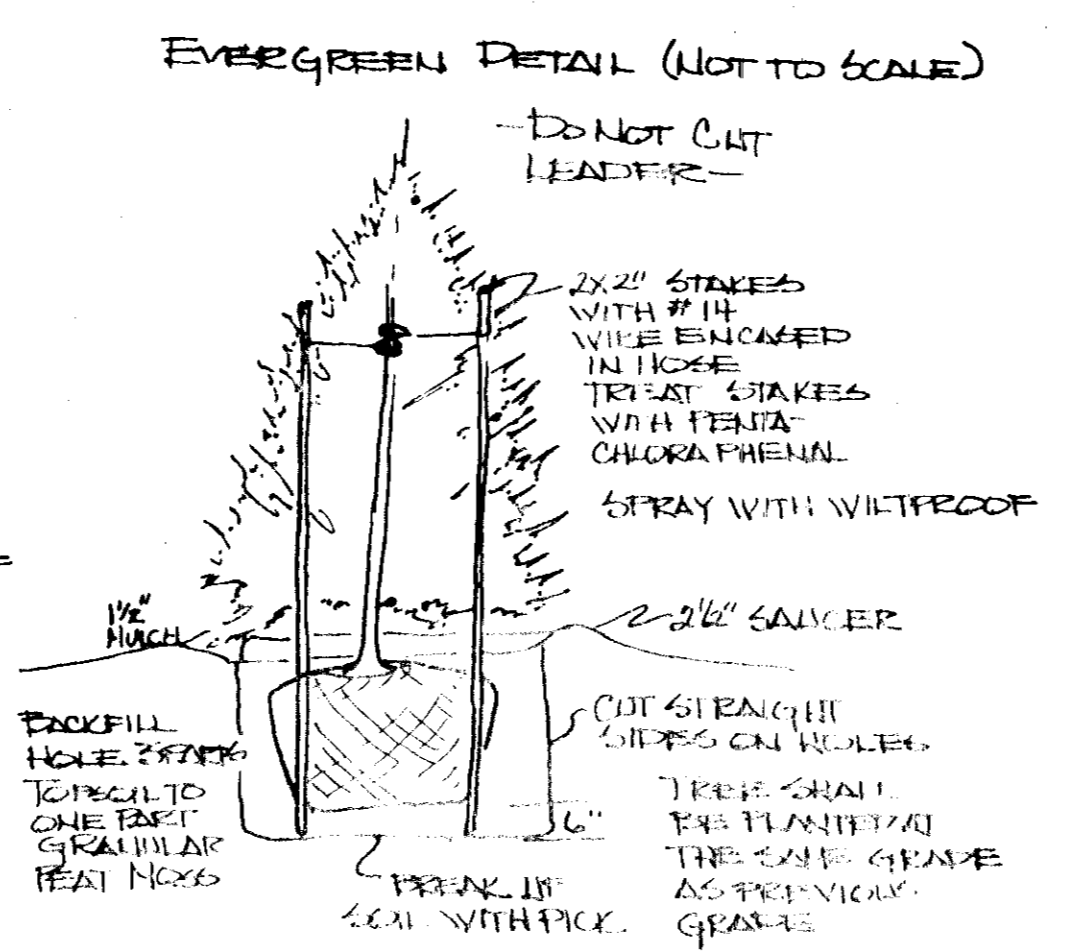 EVERGREEN DETAIL (NOT TO SCALE)
-DO NOT CUT
LEADER-
2X2" STAKES
WITH #14
WIRE ENCASED
IN HOSE
TREAT STAKES
WITH PENTA-
CHLORA PHENAL
SPRAY WITH WILTPROOF
1½"
MULCH
2½" SAUCER
BACKFILL
HOLE 3 PARTS
TOPSOIL TO
ONE PART
GRANULAR
PEAT MOSS
CUT STRAIGHT
SIDES ON HOLES
6"
BREAK UP
SOIL WITH PICK
TREE SHALL
BE PLANTED AT
THE SAME GRADE
AS PREVIOUS
GRADE